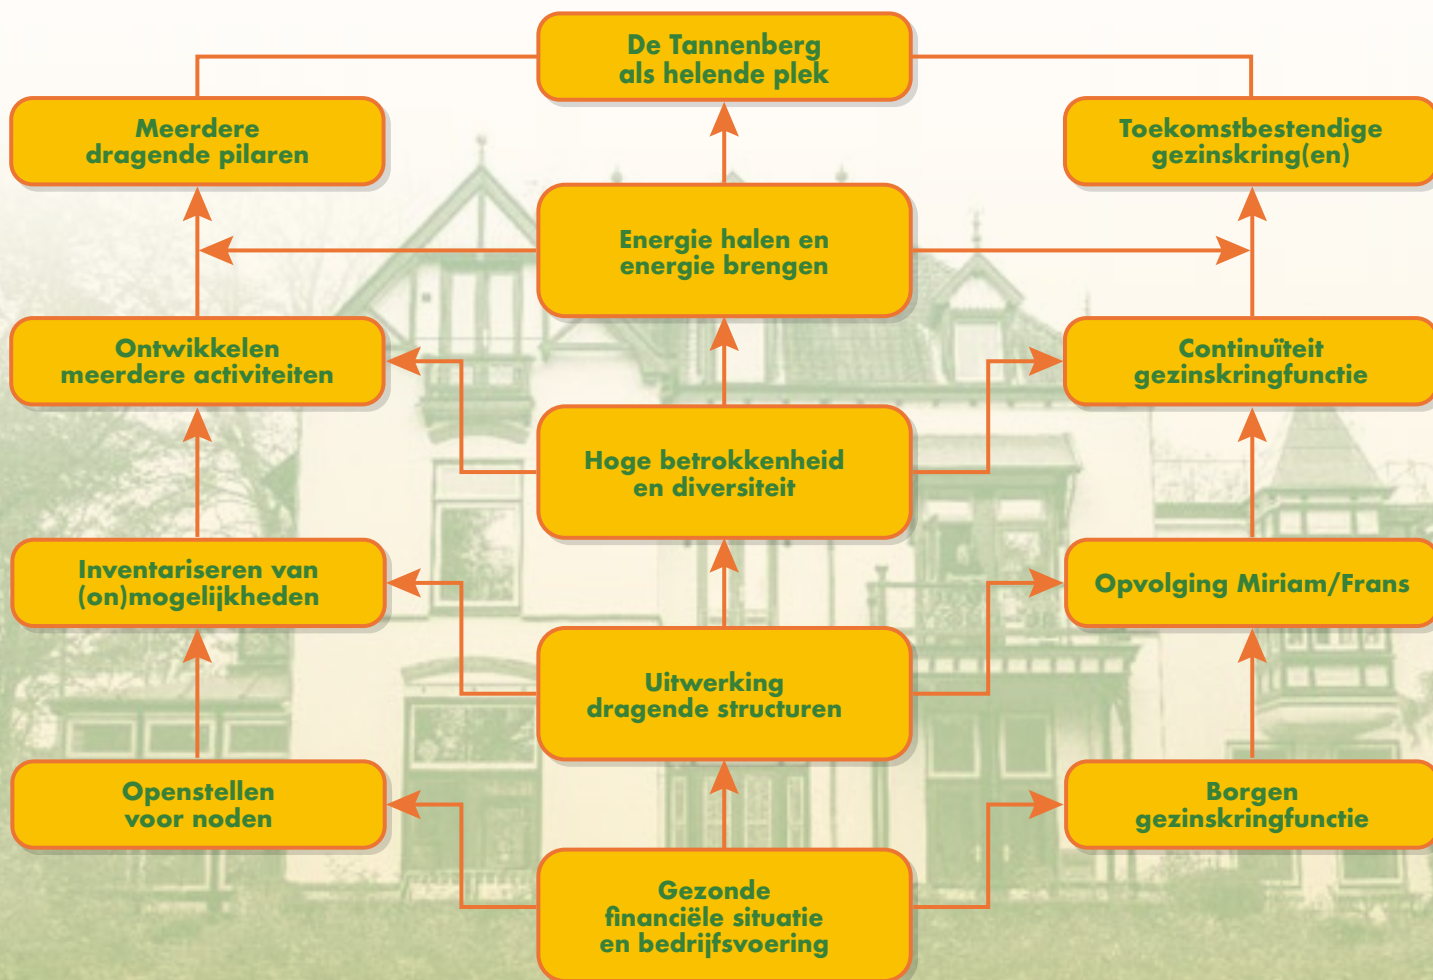 De Tannenberg
als helende plek
Meerdere
dragende pilaren
Toekomstbestendige
gezinskring(en)
Energie halen en
energie brengen
Ontwikkelen
meerdere activiteiten
Continuïteit
gezinskringfunctie
Hoge betrokkenheid
en diversiteit
Inventariseren van
(on)mogelijkheden
Opvolging Miriam/Frans
Uitwerking
dragende structuren
Openstellen
voor noden
Borgen
gezinskringfunctie
Gezonde
financiële situatie
en bedrijfsvoering